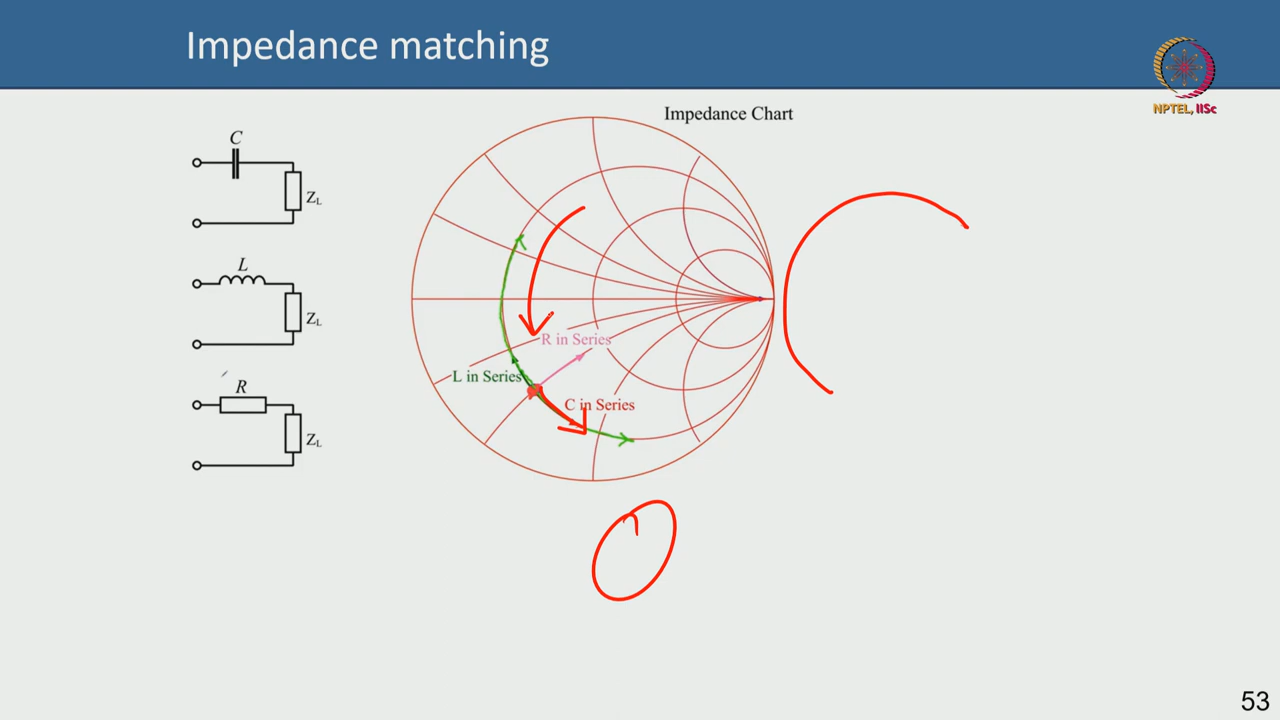 Impedance matching
NPTEL, IISc
Impedance Chart
C
Z_L
L
Z_L
R
Z_L
R in Series
L in Series
C in Series
53